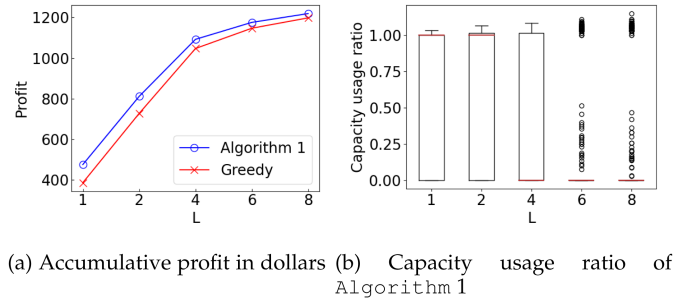 1200
1000
800
600
400
Profit
Algorithm 1
Greedy
1 2 4 6 8
L
1.00
0.75
0.50
0.25
0.00
Capacity usage ratio
1 2 4 6 8
L
(a) Accumulative profit in dollars
(b) Capacity usage ratio of
Algorithm 1